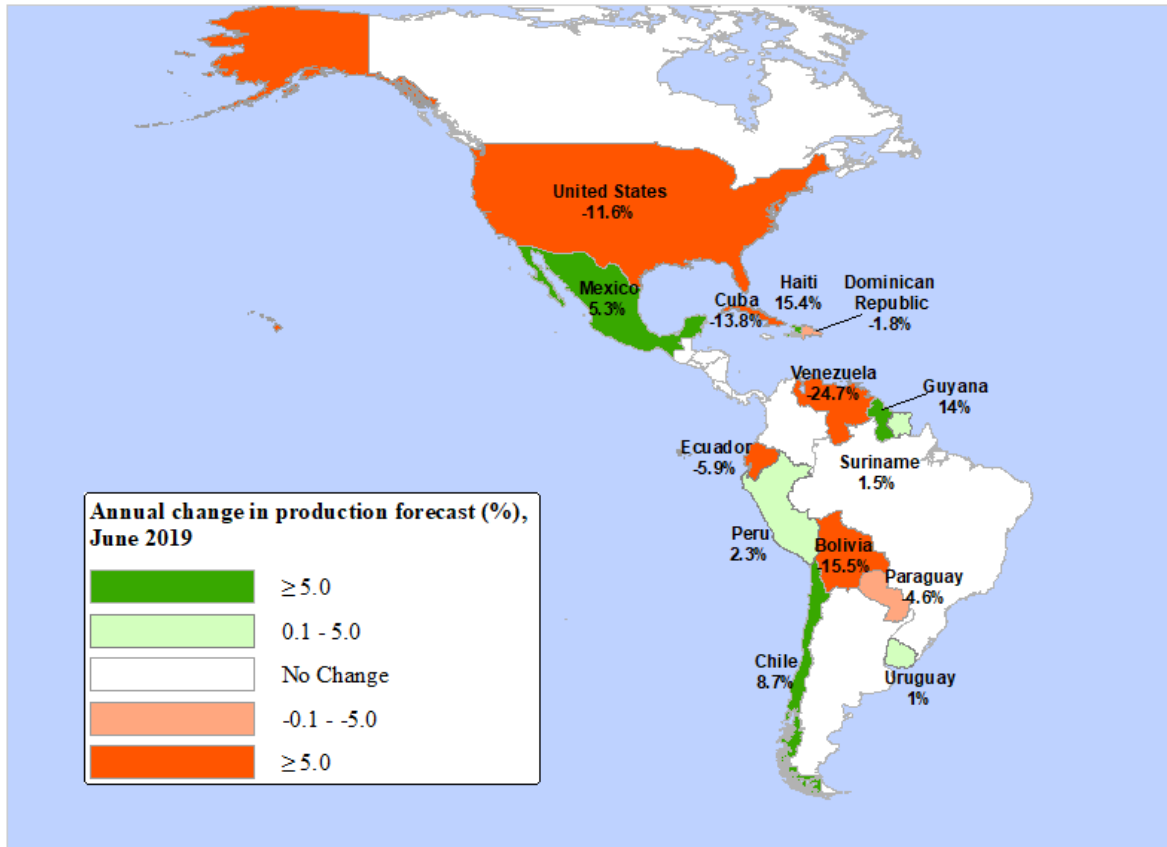 United States
-11.6%
Mexico
5.3%
Cuba
-13.8%
Haiti
15.4%
Dominican
Republic
-1.8%
Venezuela
-24.7%
Guyana
14%
Ecuador
-5.9%
Suriname
1.5%
Peru
2.3%
Bolivia
-15.5%
Paraguay
-4.6%
Chile
8.7%
Uruguay
1%
Annual change in production forecast (%),
June 2019
≥ 5.0
0.1 - 5.0
No Change
-0.1 - -5.0
≥ 5.0